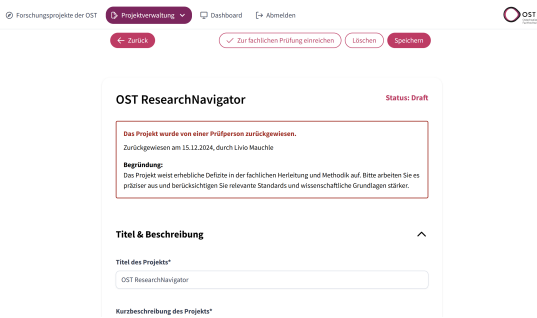 Forschungsprojekte der OST Projektverwaltung Dashboard Abmelden OST
Zurück Zur fachlichen Prüfung einreichen Löschen Speichern
OST ResearchNavigator Status: Draft
Das Projekt wurde von einer Prüfperson zurückgewiesen.
Zurückgewiesen am 15.12.2024, durch Livio Mauchle
Begründung:
Das Projekt weist erhebliche Defizite in der fachlichen Herleitung und Methodik auf. Bitte arbeiten Sie es
präziser aus und berücksichtigen Sie relevante Standards und wissenschaftliche Grundlagen stärker.
Titel & Beschreibung
Titel des Projekts*
OST ResearchNavigator
Kurzbeschreibung des Projekts*